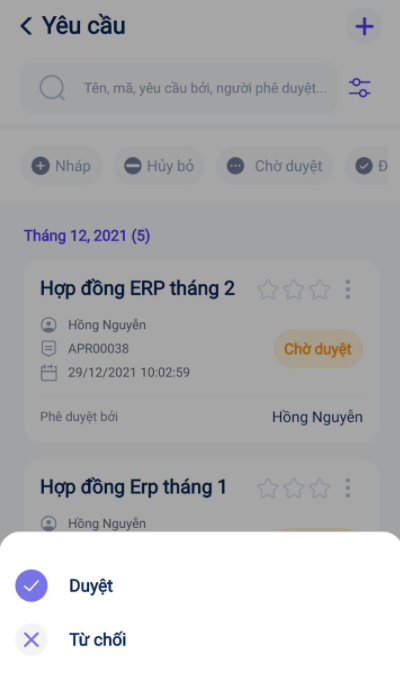 Yêu cầu
Tên, mã, yêu cầu bởi, người phê duyệt...
Nháp
Hủy bỏ
Chờ duyệt
Đ
Tháng 12, 2021 (5)
Hợp đồng ERP tháng 2
Hồng Nguyễn
APR00038
Chờ duyệt
29/12/2021 10:02:59
Phê duyệt bởi
Hồng Nguyễn
Hợp đồng Erp tháng 1
Hồng Nguyễn
Duyệt
Từ chối